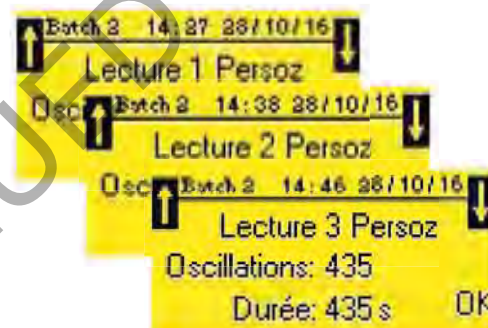 Batch 2 14:27 28/10/16
Lecture 1 Persoz
Batch 2 14:38 28/10/16
Lecture 2 Persoz
Batch 2 14:46 28/10/16
Lecture 3 Persoz
Oscillations: 435
Durée: 435 s OK